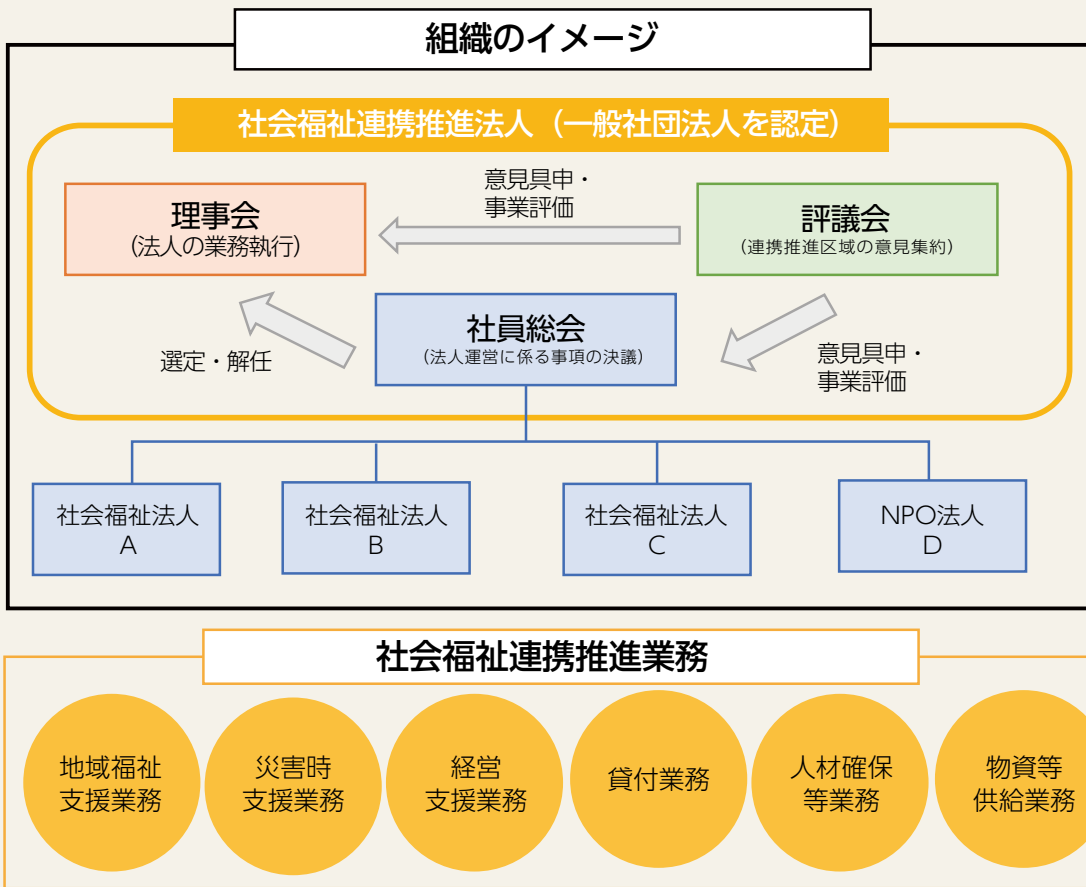 組織のイメージ
社会福祉連携推進法人（一般社団法人を認定）
意見具申・
事業評価
理事会
(法人の業務執行)
評議会
(連携推進区域の意見集約)
社員総会
(法人運営に係る事項の決議)
選定・解任
意見具申・
事業評価
社会福祉法人
A
社会福祉法人
B
社会福祉法人
C
NPO法人
D
社会福祉連携推進業務
地域福祉
支援業務
災害時
支援業務
経営
支援業務
貸付業務
人材確保
等業務
物資等
供給業務